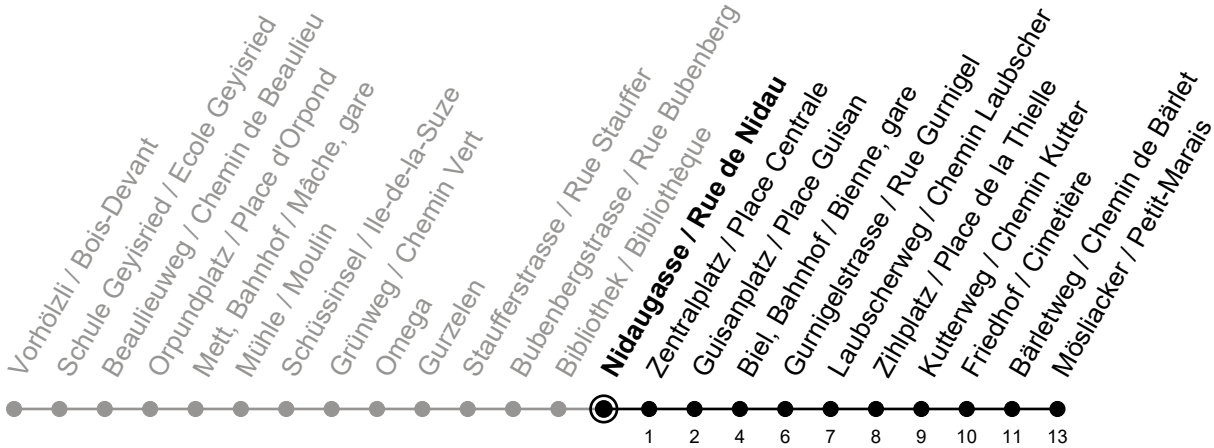 Vorhölzli / Bois-Devant
Schule Geyisried / Ecole Geyisried
Beaulieuweg / Chemin de Beaulieu
Orpundplatz / Place d'Orpond
Mett, Bahnhof / Mâche, gare
Mühle / Moulin
Schüssinsel / Ile-de-la-Suze
Grünweg / Chemin Vert
Omega
Gurzelen
Staufferstrasse / Rue Stauffer
Bubenbergstrasse / Rue Bubenberg
Bibliothek / Bibliothèque
Nidaugasse / Rue de Nidau
Zentralplatz / Place Centrale
Guisanplatz / Place Guisan
Biel, Bahnhof / Bienne, gare
Gurnigelstrasse / Rue Gurnigel
Laubscherweg / Chemin Laubscher
Zihlplatz / Place de la Thielle
Kutterweg / Chemin Kutter
Friedhof / Cimetière
Bärletweg / Chemin de Bärlet
Mösliacker / Petit-Marais
1 2 4 6 7 8 9 10 11 13